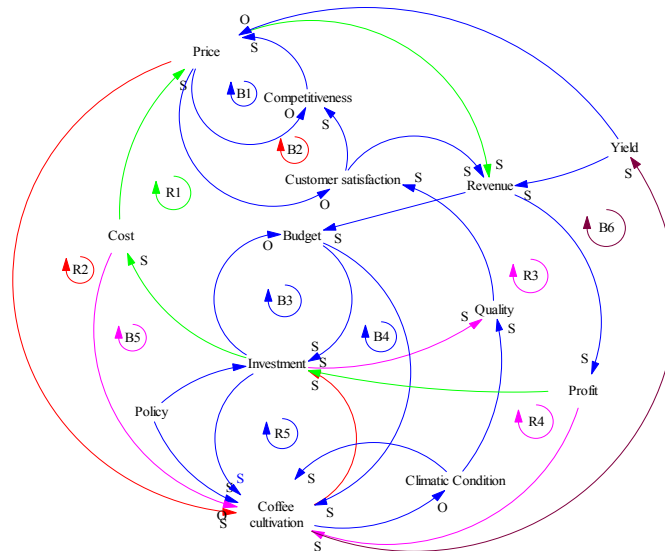 O
S
Price
S
B1
Competitiveness
O
S
B2
Yield
S
Customer satisfaction
S
S
S
Revenue
S
O
R1
B6
Cost
S
Budget
O
S
R2
R3
B3
Quality
S
S
B5
B4
S
S
S
Investment
S
S
Profit
Policy
R4
R5
S
S
S
Climatic Condition
O
Coffee
cultivation
O
S
S
S